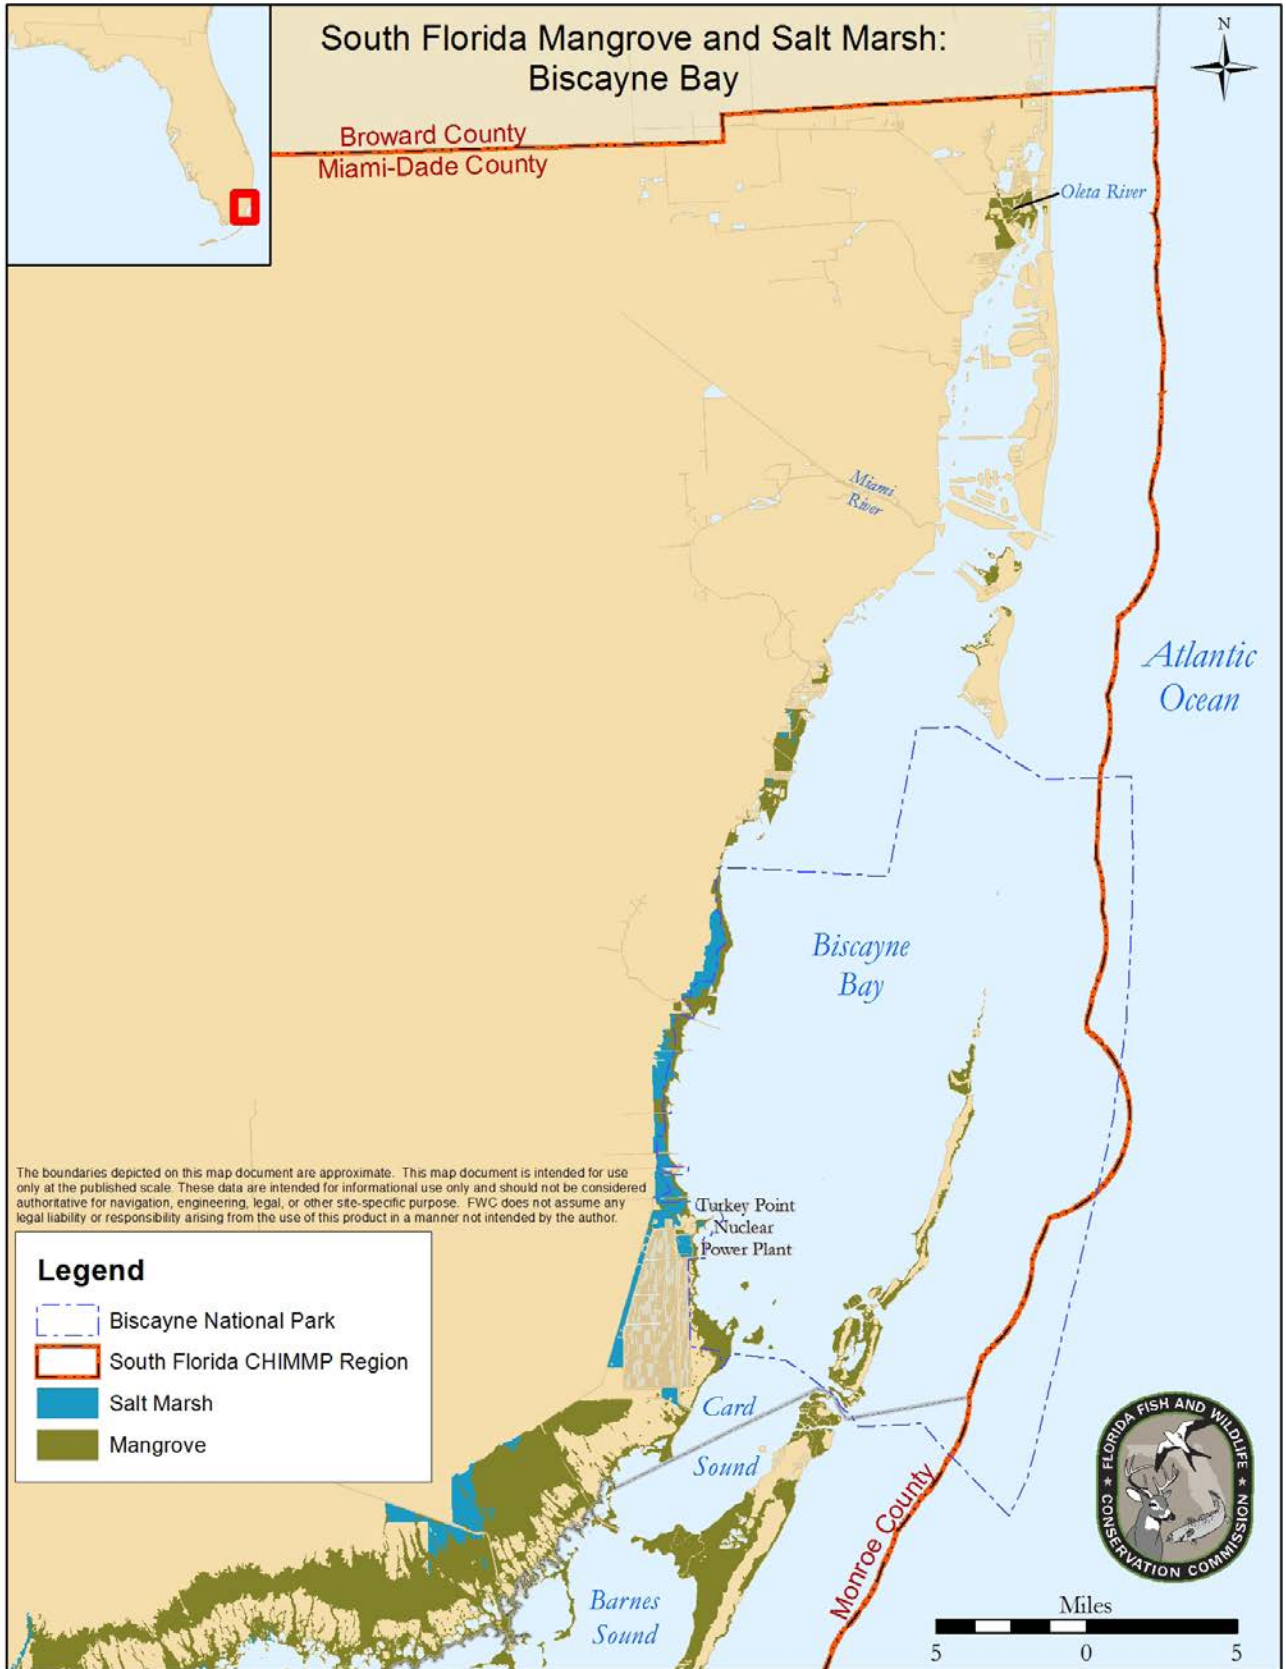 South Florida Mangrove and Salt Marsh:
Biscayne Bay
N
Broward County
Miami-Dade County
Oleta River
Miami
River
Atlantic
Ocean
Biscayne
Bay
The boundaries depicted on this map document are approximate. This map document is intended for use
only at the published scale. These data are intended for informational use only and should not be considered
authoritative for navigation, engineering, legal, or other site-specific purpose. FWC does not assume any
legal liability or responsibility arising from the use of this product in a manner not intended by the author.
Turkey Point
Nuclear
Power Plant
Legend
Biscayne National Park
South Florida CHIMMP Region
Salt Marsh
Mangrove
Card
Sound
Monroe County
Barnes
Sound
FLORIDA FISH AND WILDLIFE
CONSERVATION COMMISSION
Miles
5 0 5